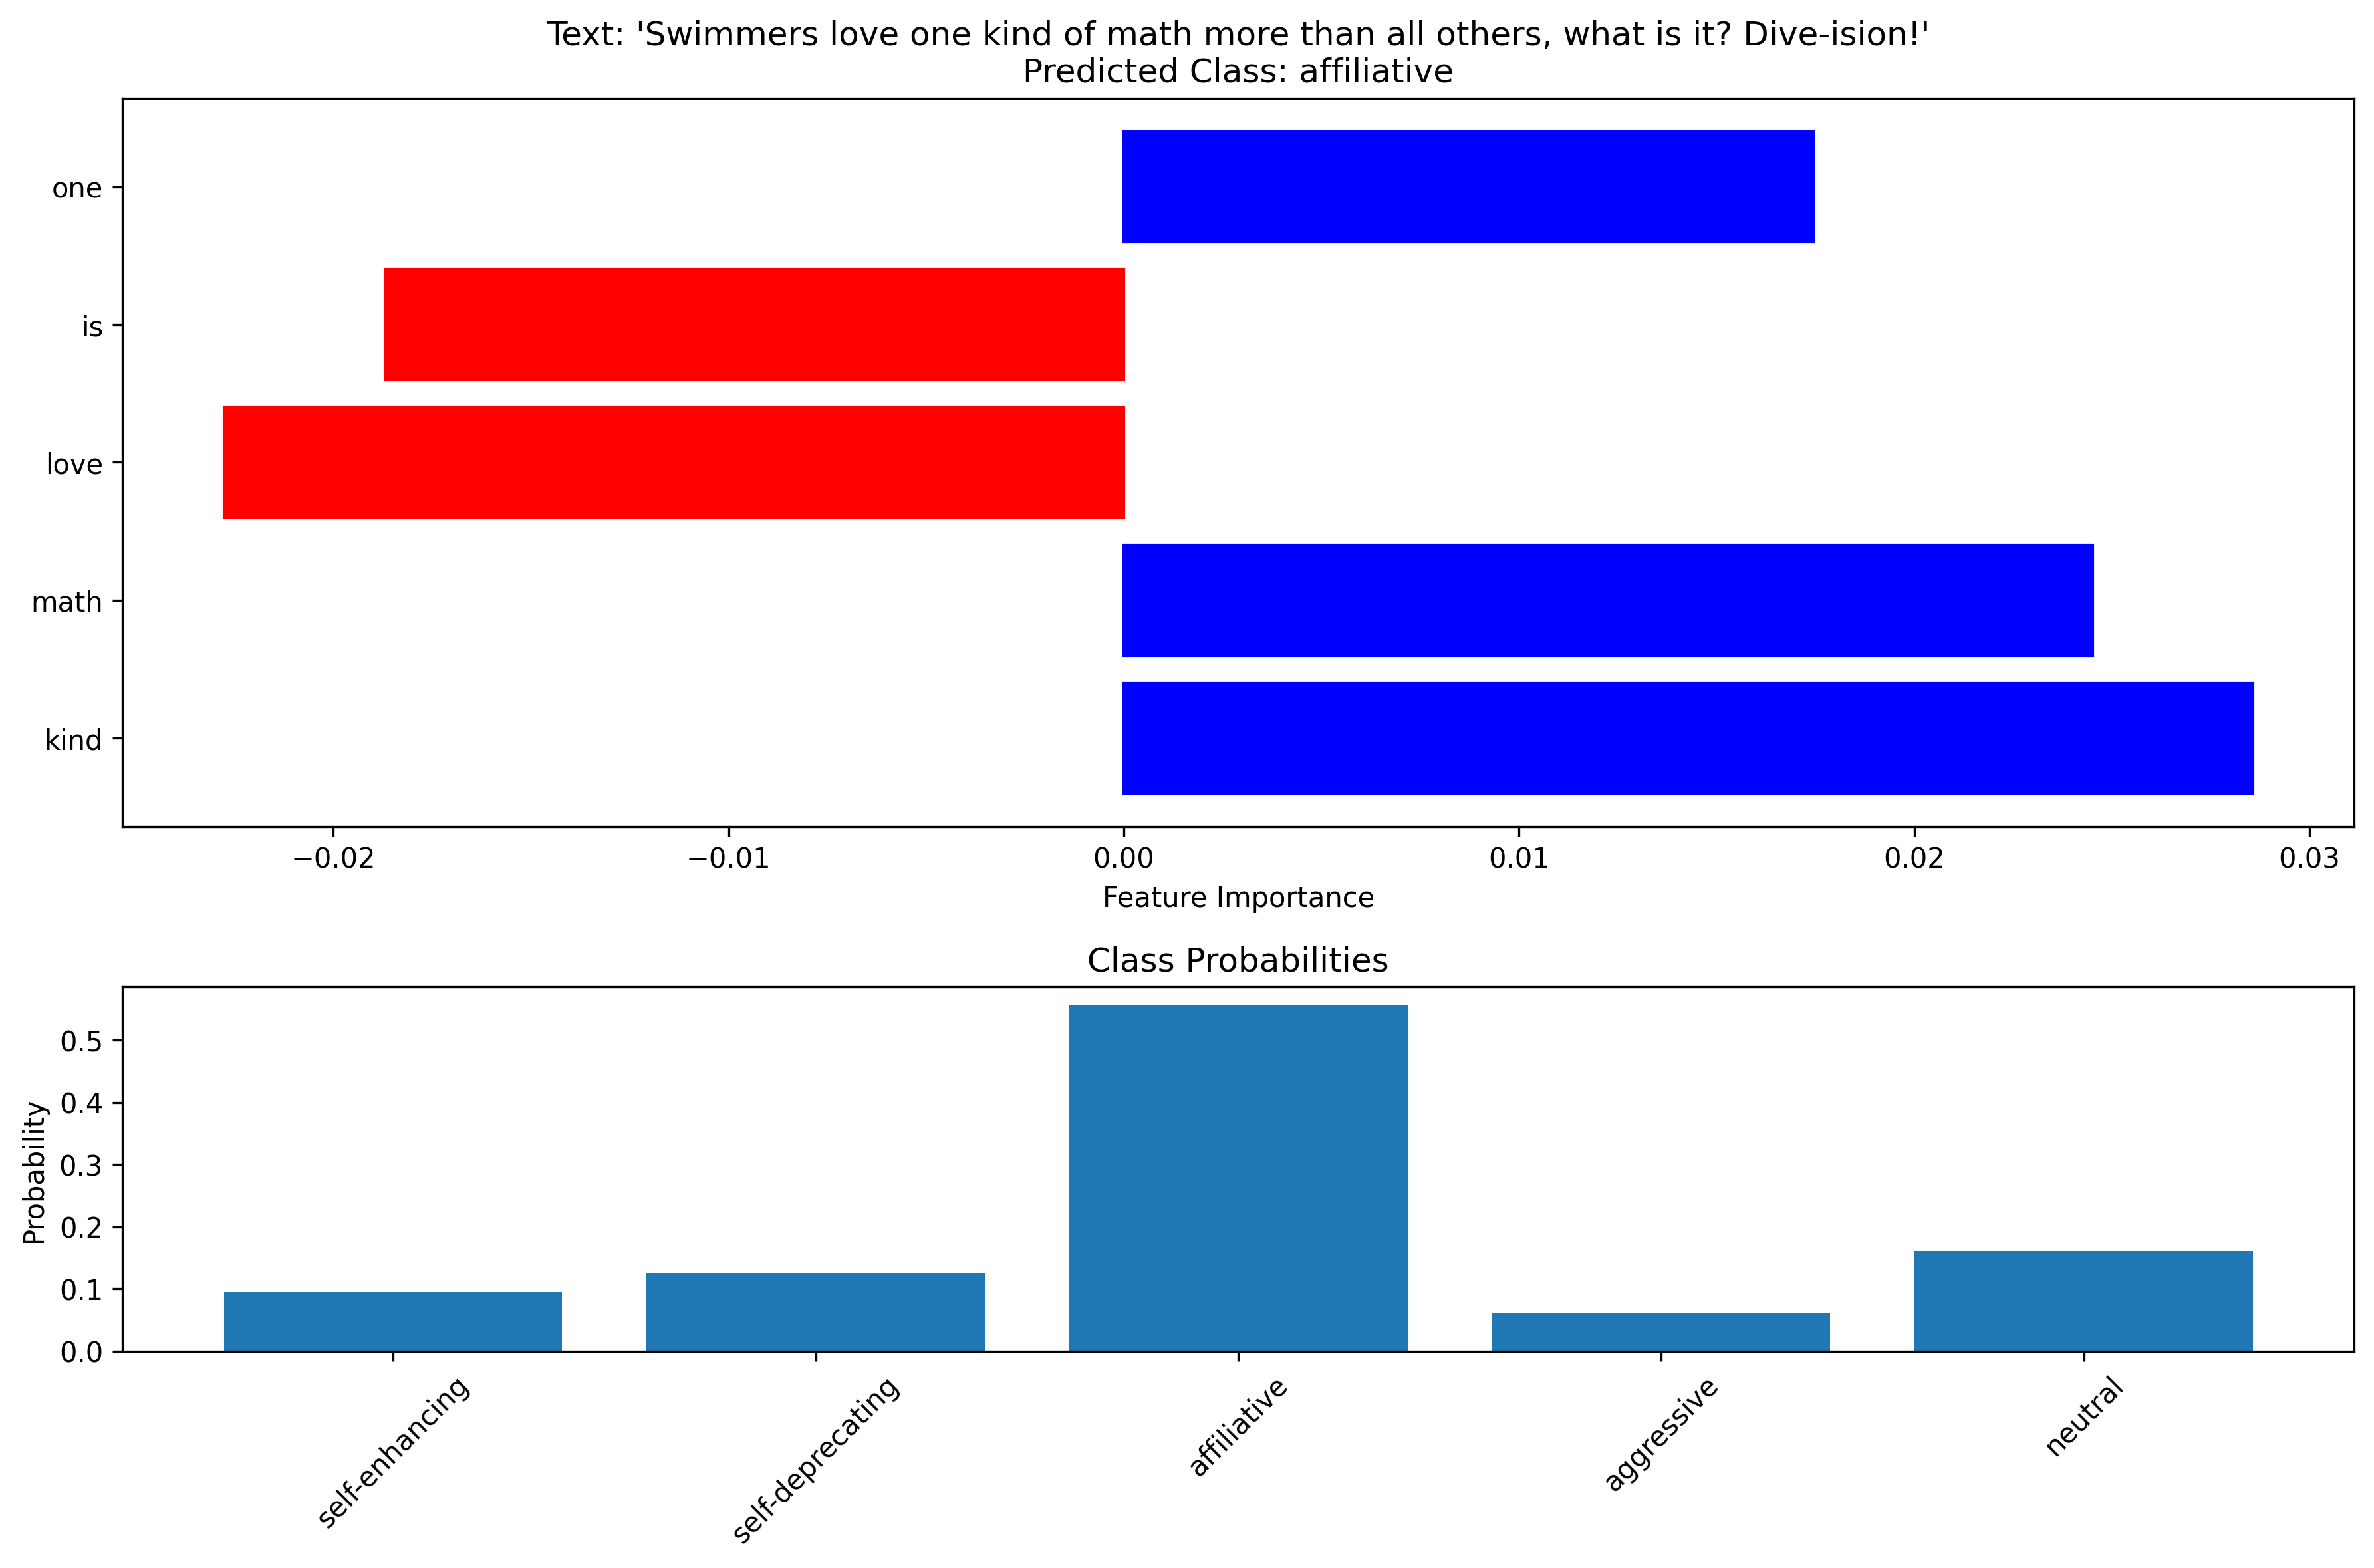 Text: 'Swimmers love one kind of math more than all others, what is it? Dive-ision!'
Predicted Class: affiliative
one
is
love
math
kind
−0.02 −0.01 0.00 0.01 0.02 0.03
Feature Importance
Class Probabilities
Probability
0.5
0.4
0.3
0.2
0.1
0.0
self-enhancing self-deprecating affiliative aggressive neutral